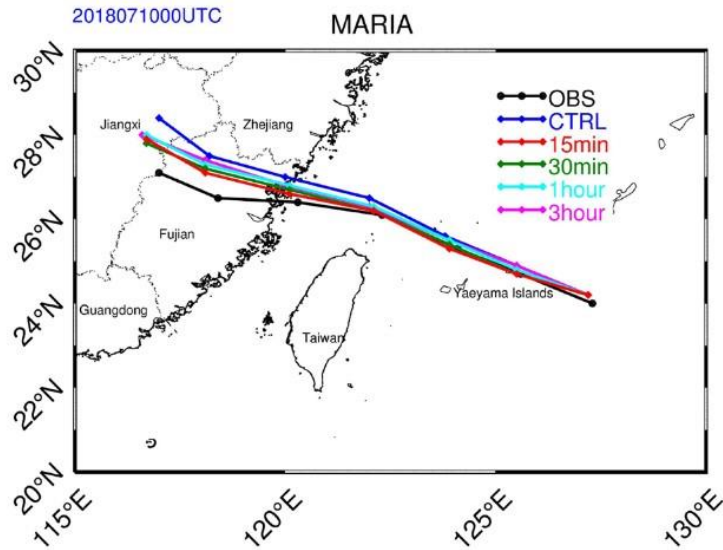 2018071000UTC
MARIA
30°N
28°N
26°N
24°N
22°N
20°N
115°E
120°E
125°E
130°E
Jiangxi
Zhejiang
Fujian
Guangdong
Taiwan
Yaeyama Islands
OBS
CTRL
15min
30min
1hour
3hour